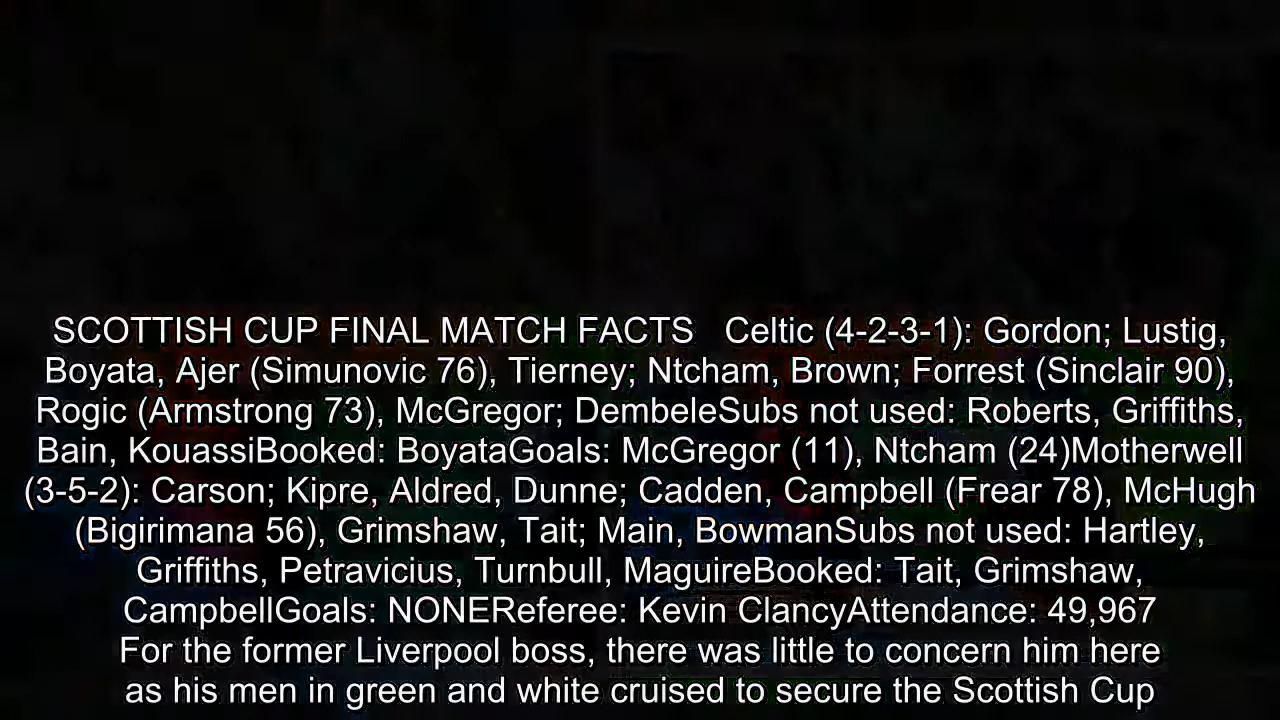 SCOTTISH CUP FINAL MATCH FACTS   Celtic (4-2-3-1): Gordon; Lustig,
Boyata, Ajer (Simunovic 76), Tierney; Ntcham, Brown; Forrest (Sinclair 90),
Rogic (Armstrong 73), McGregor; DembeleSubs not used: Roberts, Griffiths,
Bain, KouassiBooked: BoyataGoals: McGregor (11), Ntcham (24)Motherwell
(3-5-2): Carson; Kipre, Aldred, Dunne; Cadden, Campbell (Frear 78), McHugh
(Bigirimana 56), Grimshaw, Tait; Main, BowmanSubs not used: Hartley,
Griffiths, Petravicius, Turnbull, MaguireBooked: Tait, Grimshaw,
CampbellGoals: NONEReferee: Kevin ClancyAttendance: 49,967
For the former Liverpool boss, there was little to concern him here
as his men in green and white cruised to secure the Scottish Cup